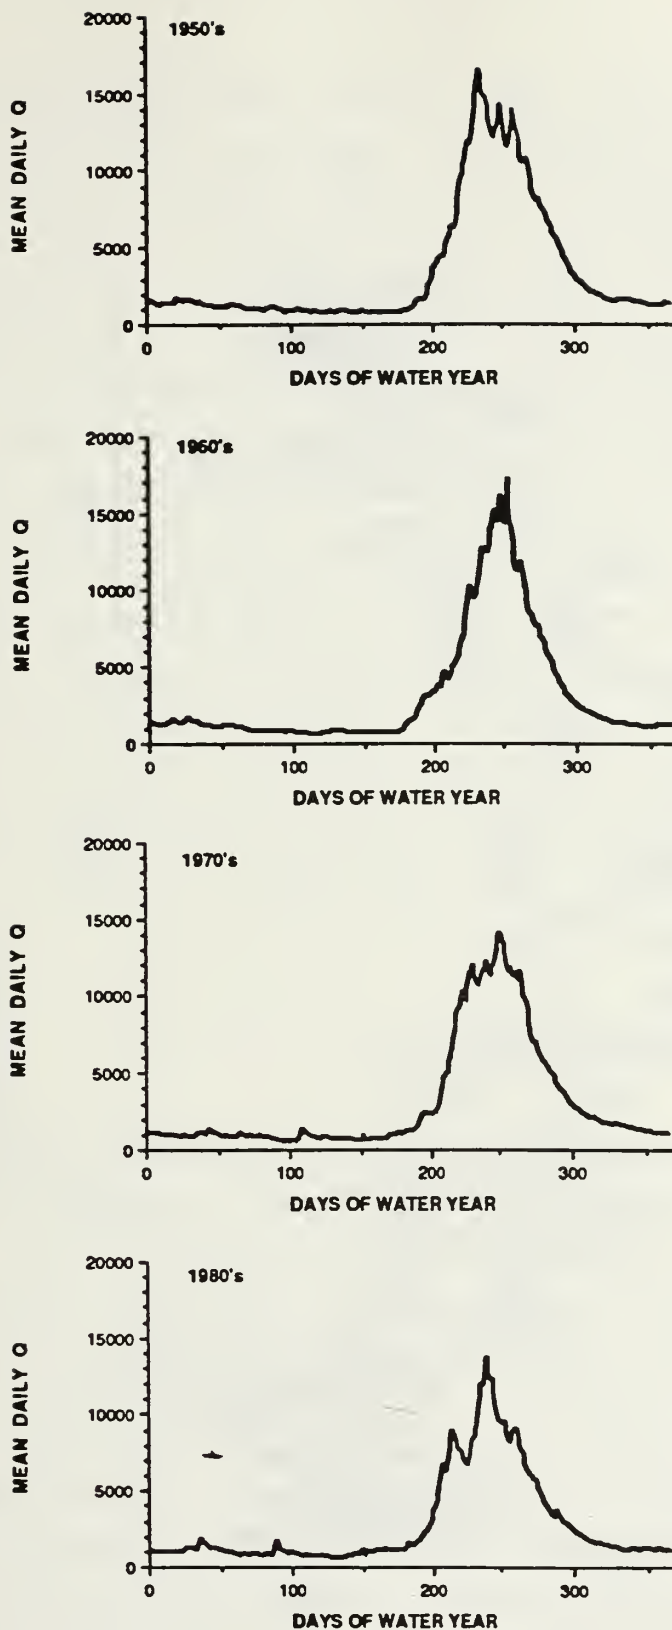 1950's
MEAN DAILY Q
20000
15000
10000
5000
0
0 100 200 300
DAYS OF WATER YEAR
1960's
MEAN DAILY Q
20000
15000
10000
5000
0
0 100 200 300
DAYS OF WATER YEAR
1970's
MEAN DAILY Q
20000
15000
10000
5000
0
0 100 200 300
DAYS OF WATER YEAR
1980's
MEAN DAILY Q
20000
15000
10000
5000
0
0 100 200 300
DAYS OF WATER YEAR